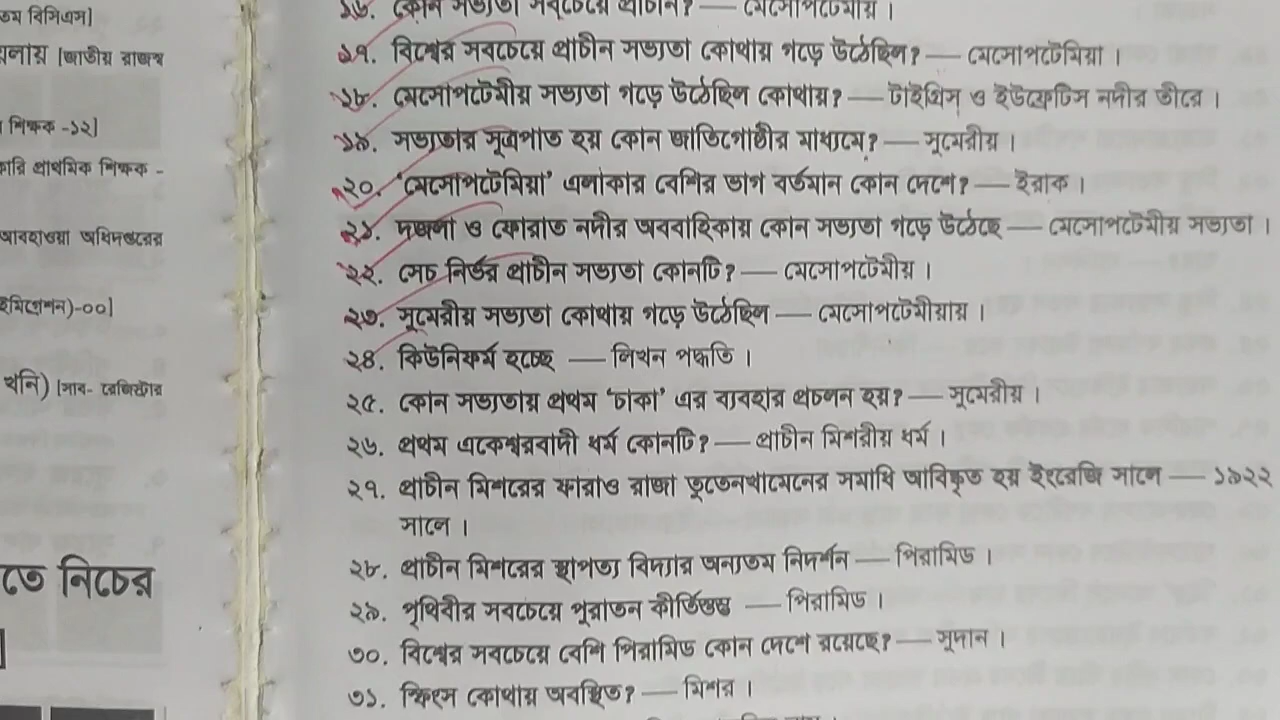 তম বিসিএস]
[জাতীয় রাজস্ব
শিক্ষক -১২]
প্রাথমিক শিক্ষক -
আবহাওয়া অধিদপ্তরের
ইমিগ্রেশন)-০০]
খনি) [সাব- রেজিস্টার
তে নিচের
১৬. কোন সভ্যতা সবচেয়ে প্রাচীন? — মেসোপটেমীয়।
১৭. বিশ্বের সবচেয়ে প্রাচীন সভ্যতা কোথায় গড়ে উঠেছিল? — মেসোপটেমিয়া।
১৮. মেসোপটেমীয় সভ্যতা গড়ে উঠেছিল কোথায়? — টাইগ্রিস ও ইউফ্রেটিস নদীর তীরে।
১৯. সভ্যতার সূত্রপাত হয় কোন জাতিগোষ্ঠীর মাধ্যমে? — সুমেরীয়।
২০. ‘মেসোপটেমিয়া’ এলাকার বেশির ভাগ বর্তমান কোন দেশে? — ইরাক।
২১. দজলা ও ফোরাত নদীর অববাহিকায় কোন সভ্যতা গড়ে উঠেছে — মেসোপটেমীয় সভ্যতা।
২২. সেচ নির্ভর প্রাচীন সভ্যতা কোনটি? — মেসোপটেমীয়।
২৩. সুমেরীয় সভ্যতা কোথায় গড়ে উঠেছিল — মেসোপটেমীয়ায়।
২৪. কিউনিফর্ম হচ্ছে — লিখন পদ্ধতি।
২৫. কোন সভ্যতায় প্রথম ‘চাকা’ এর ব্যবহার প্রচলন হয়? — সুমেরীয়।
২৬. প্রথম একেশ্বরবাদী ধর্ম কোনটি? — প্রাচীন মিশরীয় ধর্ম।
২৭. প্রাচীন মিশরের ফারাও রাজা তুতেনখামেনের সমাধি আবিষ্কৃত হয় ইংরেজি সালে — ১৯২২
সালে।
২৮. প্রাচীন মিশরের স্থাপত্য বিদ্যার অন্যতম নিদর্শন — পিরামিড।
২৯. পৃথিবীর সবচেয়ে পুরাতন কীর্তিস্তম্ভ — পিরামিড।
৩০. বিশ্বের সবচেয়ে বেশি পিরামিড কোন দেশে রয়েছে? — সুদান।
৩১. স্ফিংস কোথায় অবস্থিত? — মিশর।